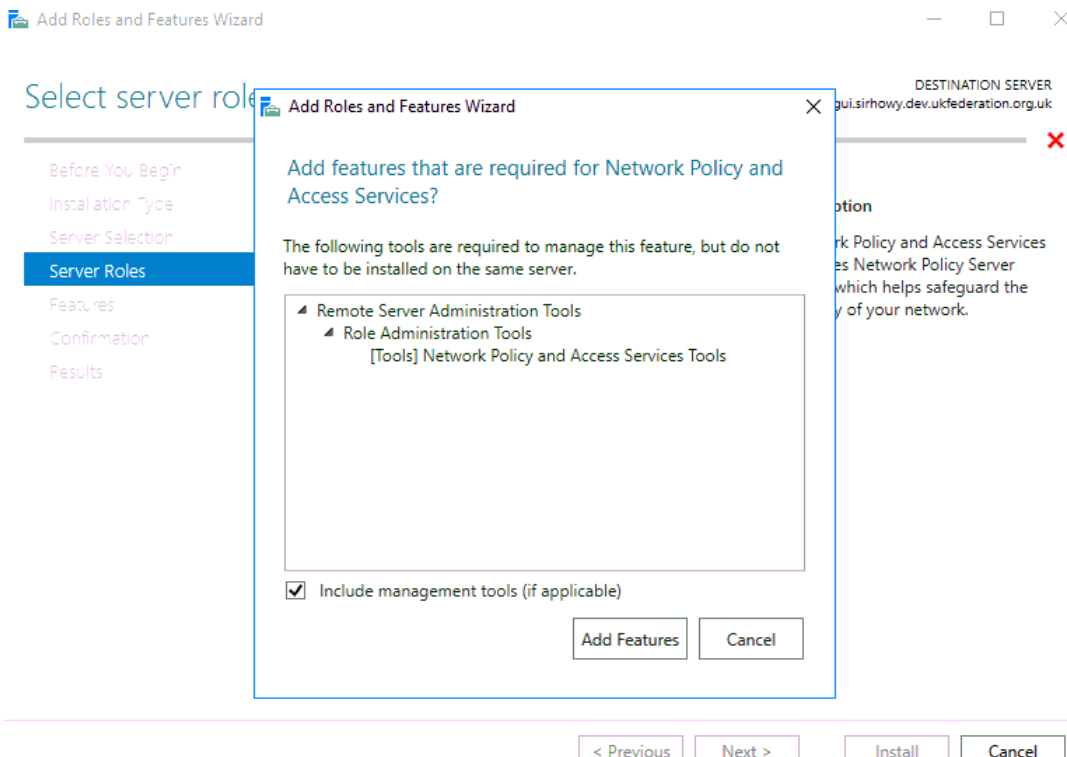 Add Roles and Features Wizard
Select server role
DESTINATION SERVER
gui.sirhowy.dev.ukfederation.org.uk
Before You Begin
Installation Type
Server Selection
Server Roles
Features
Confirmation
Results
Add Roles and Features Wizard
Add features that are required for Network Policy and
Access Services?
The following tools are required to manage this feature, but do not
have to be installed on the same server.
Remote Server Administration Tools
Role Administration Tools
[Tools] Network Policy and Access Services Tools
Include management tools (if applicable)
Add Features
Cancel
ption
rk Policy and Access Services
es Network Policy Server
which helps safeguard the
y of your network.
< Previous
Next >
Install
Cancel